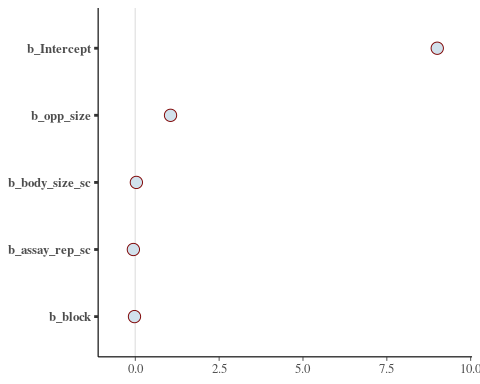 b_Intercept
b_opp_size
b_body_size_sc
b_assay_rep_sc
b_block
0.0 2.5 5.0 7.5 10.0